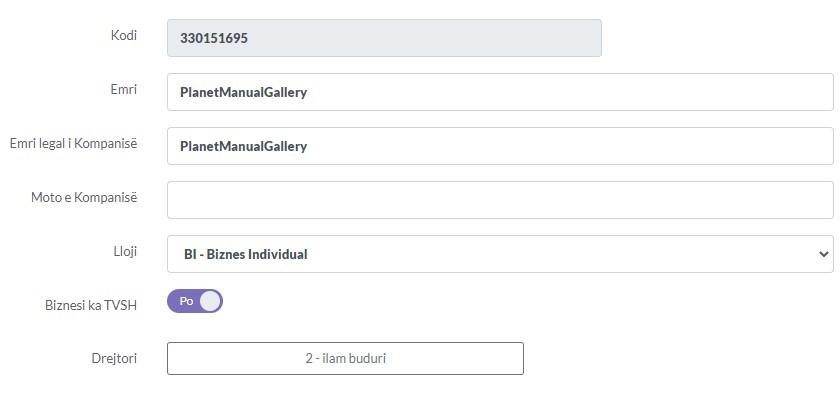 Kodi 330151695
Emri PlanetManualGallery
Emri legal i Kompanisë PlanetManualGallery
Moto e Kompanisë
Lloji BI - Biznes Individual
Biznesi ka TVSH Po
Drejtori 2 - ilam buduri